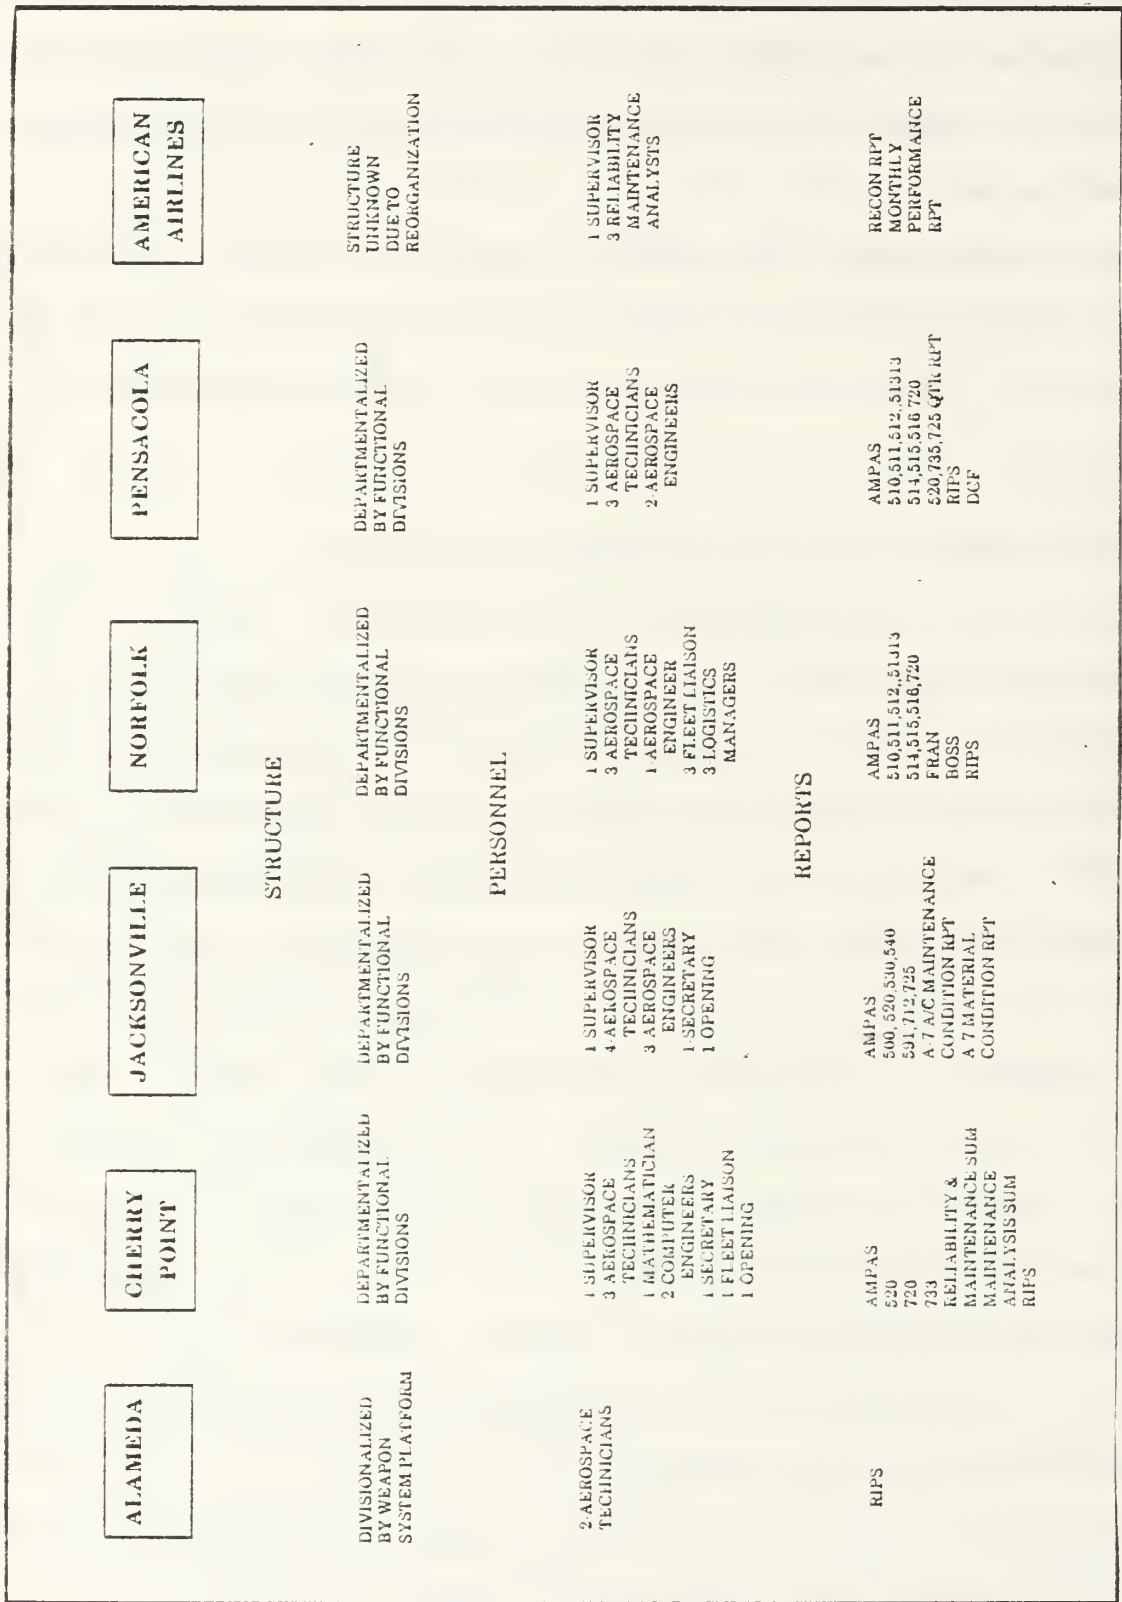 ALAMEDA
CHERRY
POINT
JACKSONVILLE
NORFOLK
PENSACOLA
AMERICAN
AIRLINES
STRUCTURE
DIVISIONALIZED
BY WEAPON
SYSTEM PLATFORM
DEPARTMENTALIZED
BY FUNCTIONAL
DIVISIONS
DEPARTMENTALIZED
BY FUNCTIONAL
DIVISIONS
DEPARTMENTALIZED
BY FUNCTIONAL
DIVISIONS
DEPARTMENTALIZED
BY FUNCTIONAL
DIVISIONS
STRUCTURE
UNKNOWN
DUE TO
REORGANIZATION
PERSONNEL
2-AEROSPACE
TECHNICIANS
1 SUPERVISOR
3 AEROSPACE
TECHNICIANS
1 MATHEMATICIAN
2 COMPUTER
ENGINEERS
1 SECRETARY
1 FLEET LIAISON
1 OPENING
1 SUPERVISOR
4-AEROSPACE
TECHNICIANS
3 AEROSPACE
ENGINEERS
1-SECRETARY
1 OPENING
1 SUPERVISOR
3 AEROSPACE
TECHNICIANS
1-AEROSPACE
ENGINEER
3 FLEET LIAISON
3 LOGISTICS
MANAGERS
1 SUPERVISOR
3 AEROSPACE
TECHNICIANS
2-AEROSPACE
ENGINEERS
1 SUPERVISOR
3 RELIABILITY
MAINTENANCE
ANALYSTS
REPORTS
RIPS
AMPAS
520
720
733
RELIABILITY &
MAINTENANCE SUM
MAINTENANCE
ANALYSIS SUM
RIPS
AMPAS
500, 520,530,540
591,712,725
A-7 A/C MAINTENANCE
CONDITION RPT
A 7 MATERIAL
CONDITION RPT
AMPAS
510,511,512,,51313
514,515,516,720
FRAN
BOSS
RIPS
AMPAS
510,511,512,,51313
514,515,516 720
520,735,725 QTR RPT
RIPS
DCF
RECON RPT
MONTHLY
PERFORMANCE
RPT